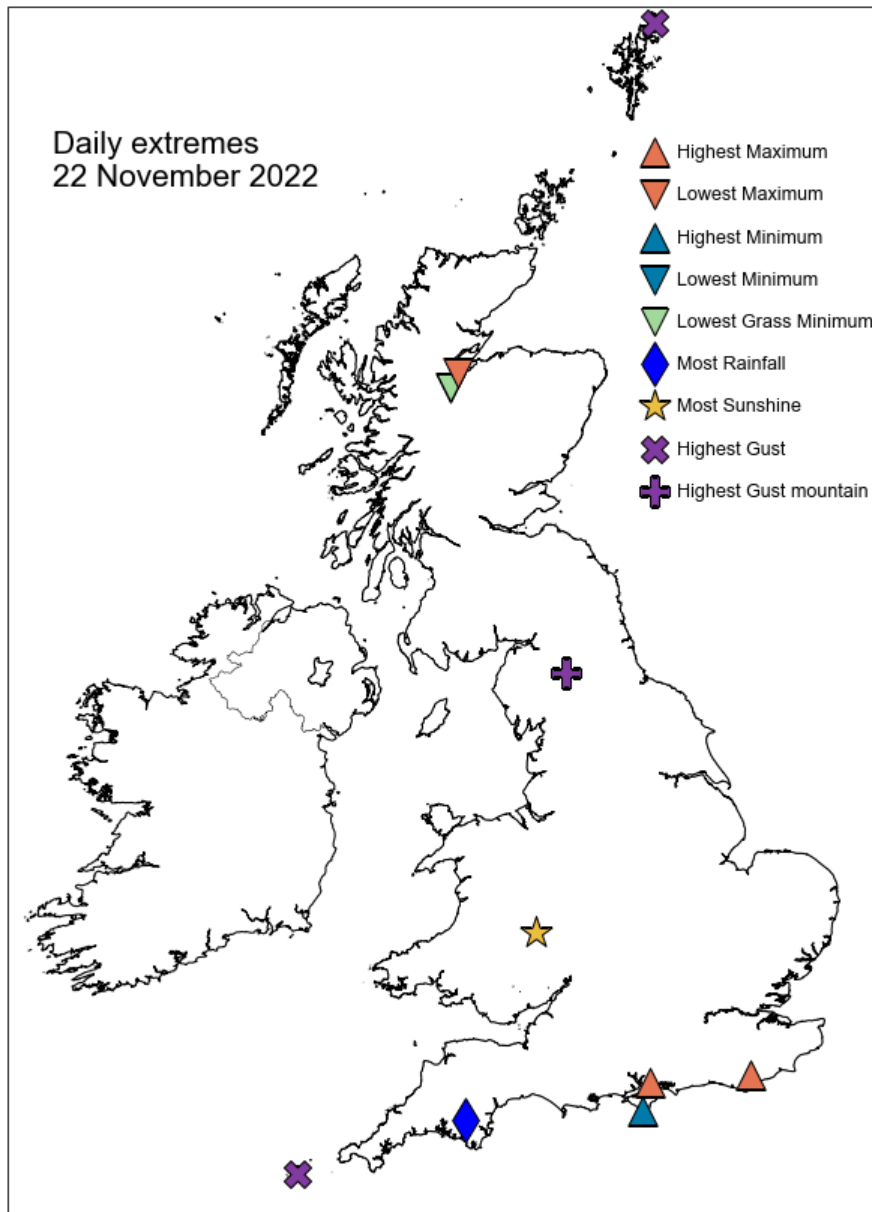 Daily extremes
22 November 2022
Highest Maximum
Lowest Maximum
Highest Minimum
Lowest Minimum
Lowest Grass Minimum
Most Rainfall
Most Sunshine
Highest Gust
Highest Gust mountain